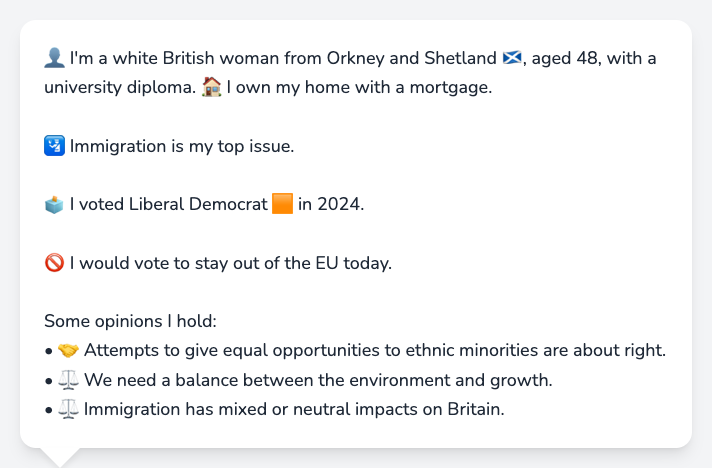 👤 I'm a white British woman from Orkney and Shetland 🏴󠁧󠁢󠁳󠁣󠁴󠁿, aged 48, with a
university diploma. 🏠 I own my home with a mortgage.
🛂 Immigration is my top issue.
🗳️ I voted Liberal Democrat 🟧 in 2024.
🚫 I would vote to stay out of the EU today.
Some opinions I hold:
• 🤝 Attempts to give equal opportunities to ethnic minorities are about right.
• ⚖️ We need a balance between the environment and growth.
• ⚖️ Immigration has mixed or neutral impacts on Britain.